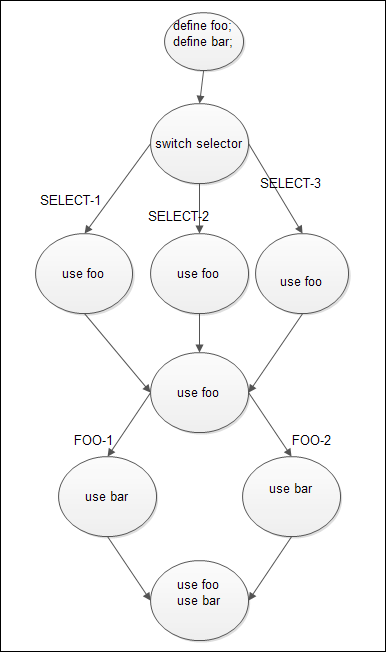 define foo;
define bar;
switch selector
SELECT-1
SELECT-2
SELECT-3
use foo
use foo
use foo
use foo
FOO-1
FOO-2
use bar
use bar
use foo
use bar